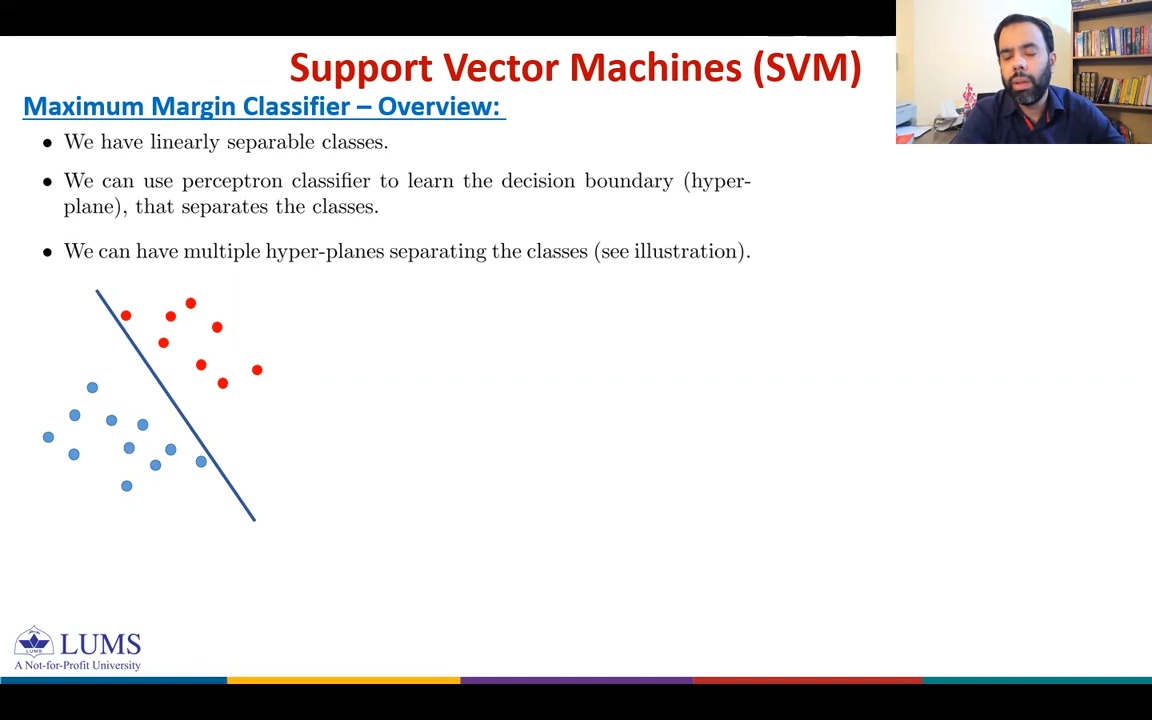 Support Vector Machines (SVM)
Maximum Margin Classifier – Overview:
• We have linearly separable classes.
• We can use perceptron classifier to learn the decision boundary (hyper-
plane), that separates the classes.
• We can have multiple hyper-planes separating the classes (see illustration).
LUMS
LUMS
A Not-for-Profit University